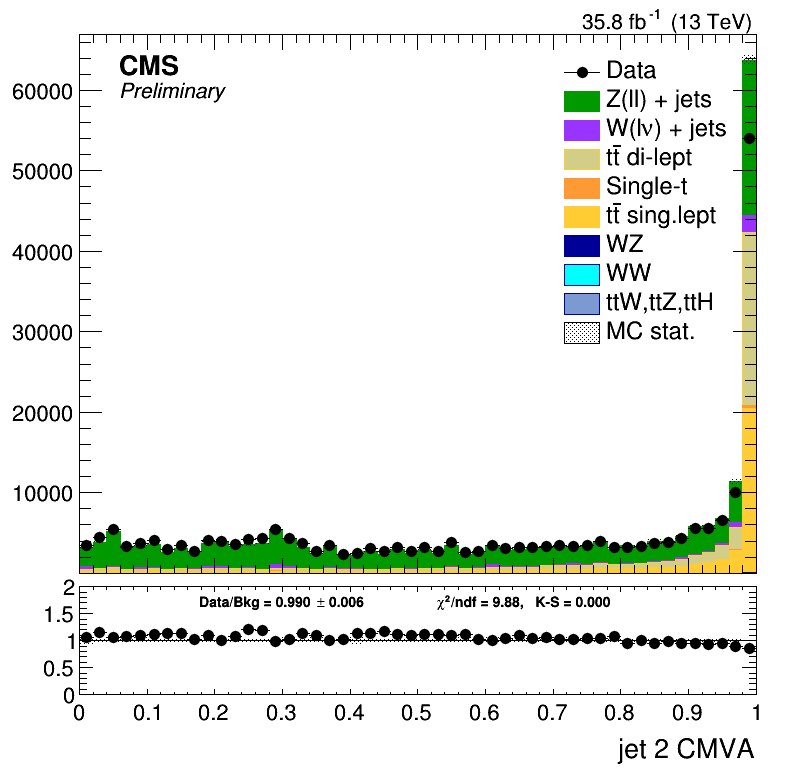 35.8 fb⁻¹ (13 TeV)
CMS
Preliminary
Data
Z(ll) + jets
W(lν) + jets
tt̄ di-lept
Single-t
tt̄ sing.lept
WZ
WW
ttW,ttZ,ttH
MC stat.
60000
50000
40000
30000
20000
10000
Data/Bkg = 0.990 ± 0.006
χ²/ndf = 9.88, K-S = 0.000
2
1.5
1
0.5
0
0 0.1 0.2 0.3 0.4 0.5 0.6 0.7 0.8 0.9 1
jet 2 CMVA